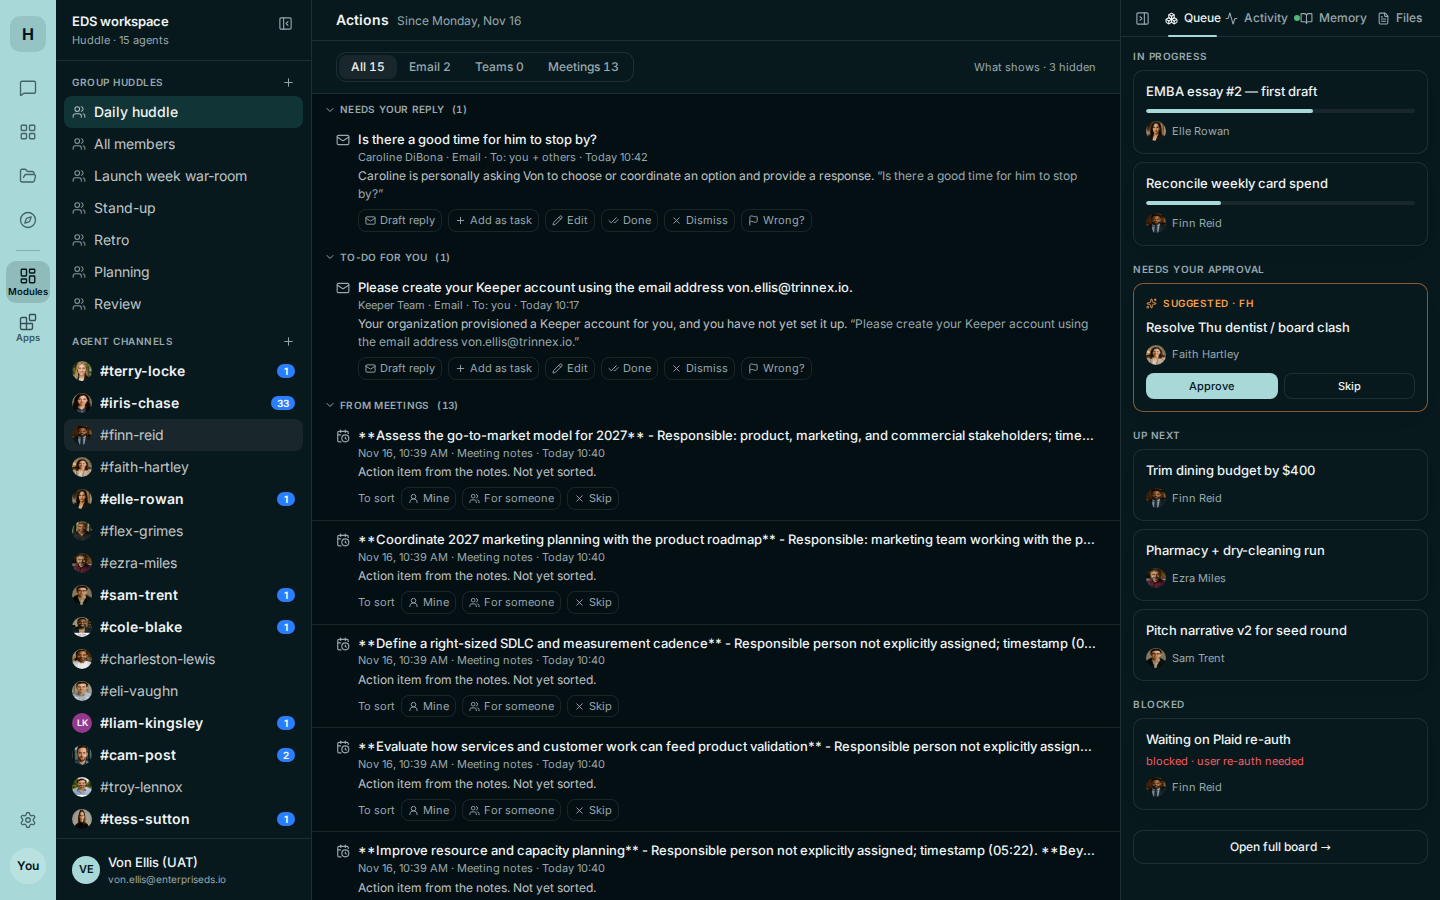 H
Modules
Apps
You
EDS workspace
Huddle · 15 agents
GROUP HUDDLES
Daily huddle
All members
Launch week war-room
Stand-up
Retro
Planning
Review
AGENT CHANNELS
#terry-locke 1
#iris-chase 33
#finn-reid
#faith-hartley
#elle-rowan 1
#flex-grimes
#ezra-miles
#sam-trent 1
#cole-blake 1
#charleston-lewis
#eli-vaughn
LK #liam-kingsley 1
#cam-post 2
#troy-lennox
#tess-sutton 1
VE Von Ellis (UAT)
von.ellis@enterpriseds.io
Actions Since Monday, Nov 16
All 15 Email 2 Teams 0 Meetings 13
What shows · 3 hidden
NEEDS YOUR REPLY (1)
Is there a good time for him to stop by?
Caroline DiBona · Email · To: you + others · Today 10:42
Caroline is personally asking Von to choose or coordinate an option and provide a response. “Is there a good time for him to stop
by?”
Draft reply Add as task Edit Done Dismiss Wrong?
TO-DO FOR YOU (1)
Please create your Keeper account using the email address von.ellis@trinnex.io.
Keeper Team · Email · To: you · Today 10:17
Your organization provisioned a Keeper account for you, and you have not yet set it up. “Please create your Keeper account using
the email address von.ellis@trinnex.io.”
Draft reply Add as task Edit Done Dismiss Wrong?
FROM MEETINGS (13)
**Assess the go-to-market model for 2027** - Responsible: product, marketing, and commercial stakeholders; time...
Nov 16, 10:39 AM · Meeting notes · Today 10:40
Action item from the notes. Not yet sorted.
To sort Mine For someone Skip
**Coordinate 2027 marketing planning with the product roadmap** - Responsible: marketing team working with the p...
Nov 16, 10:39 AM · Meeting notes · Today 10:40
Action item from the notes. Not yet sorted.
To sort Mine For someone Skip
**Define a right-sized SDLC and measurement cadence** - Responsible person not explicitly assigned; timestamp (0...
Nov 16, 10:39 AM · Meeting notes · Today 10:40
Action item from the notes. Not yet sorted.
To sort Mine For someone Skip
**Evaluate how services and customer work can feed product validation** - Responsible person not explicitly assign...
Nov 16, 10:39 AM · Meeting notes · Today 10:40
Action item from the notes. Not yet sorted.
To sort Mine For someone Skip
**Improve resource and capacity planning** - Responsible person not explicitly assigned; timestamp (05:22). **Bey...
Nov 16, 10:39 AM · Meeting notes · Today 10:40
Action item from the notes. Not yet sorted.
Queue Activity Memory Files
IN PROGRESS
EMBA essay #2 — first draft
Elle Rowan
Reconcile weekly card spend
Finn Reid
NEEDS YOUR APPROVAL
SUGGESTED · FH
Resolve Thu dentist / board clash
Faith Hartley
Approve Skip
UP NEXT
Trim dining budget by $400
Finn Reid
Pharmacy + dry-cleaning run
Ezra Miles
Pitch narrative v2 for seed round
Sam Trent
BLOCKED
Waiting on Plaid re-auth
blocked · user re-auth needed
Finn Reid
Open full board →